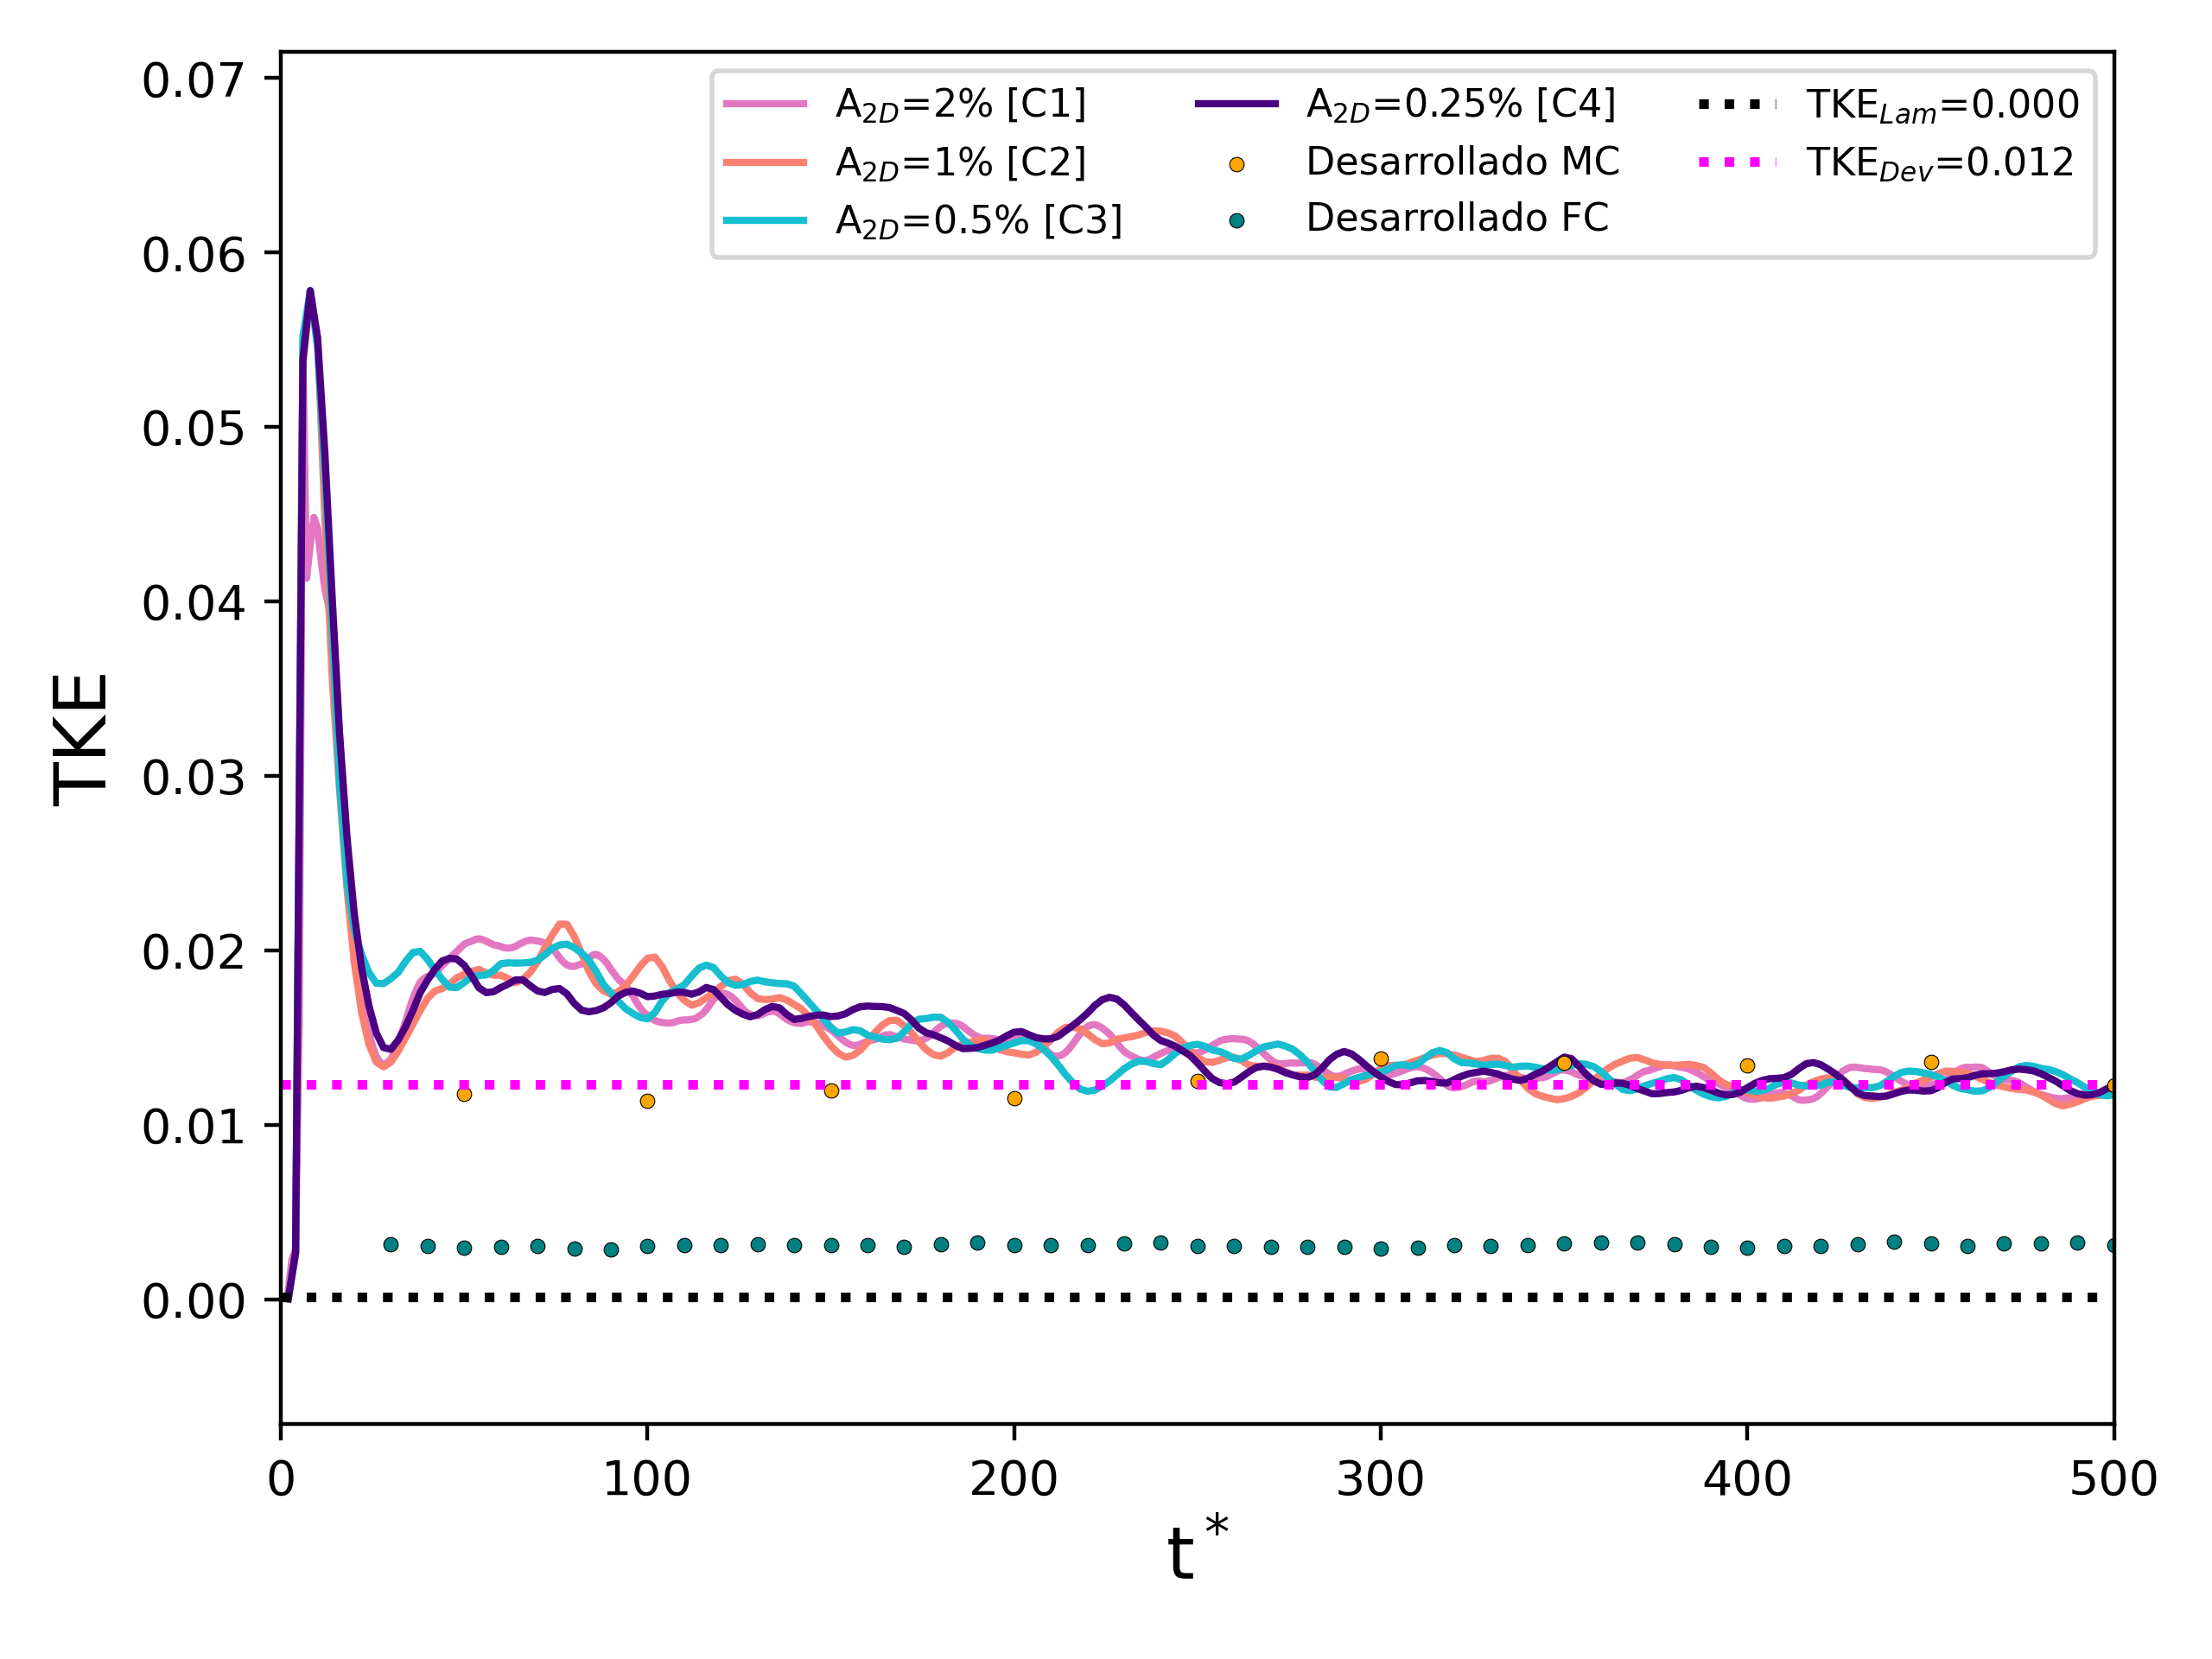 A2D=2% [C1]
A2D=1% [C2]
A2D=0.5% [C3]
A2D=0.25% [C4]
Desarrollado MC
Desarrollado FC
TKELam=0.000
TKEDev=0.012
TKE
0.07
0.06
0.05
0.04
0.03
0.02
0.01
0.00
0
100
200
300
400
500
t*